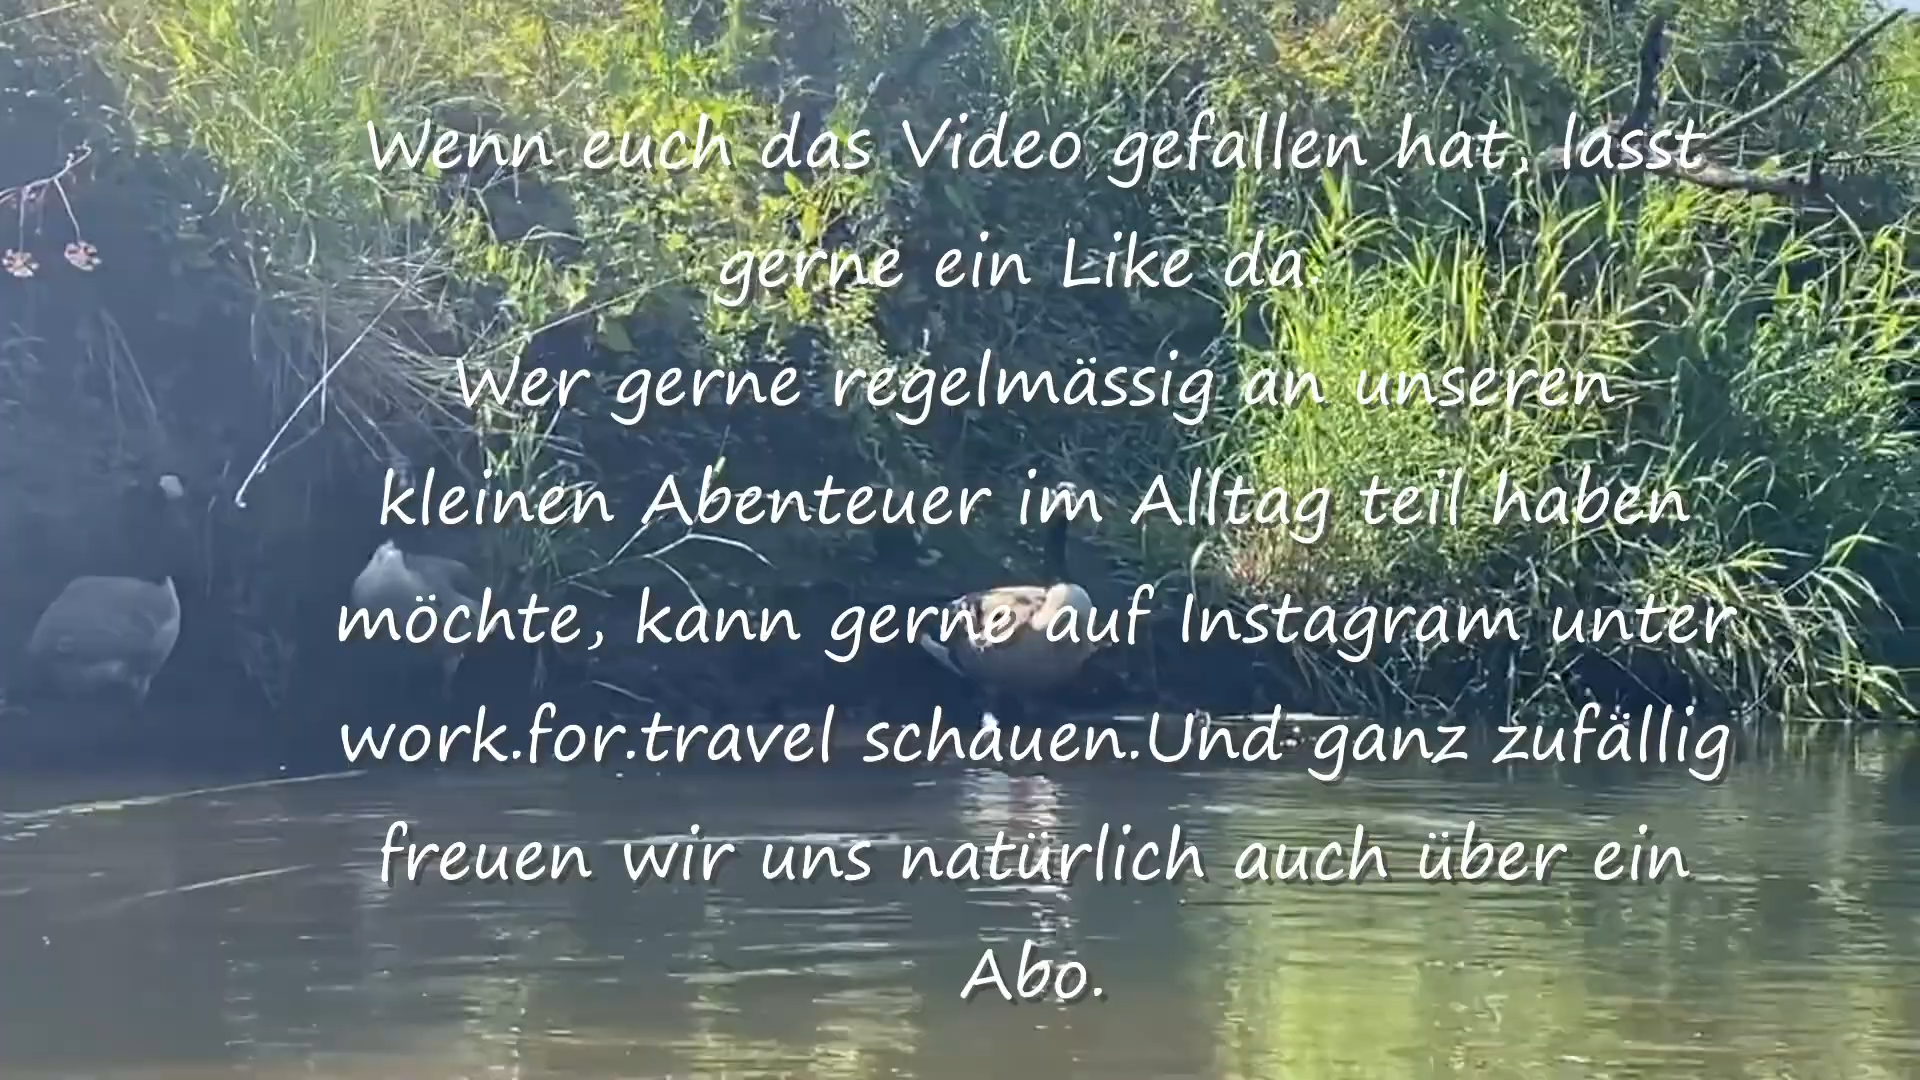 Wenn euch das Video gefallen hat, lasst
gerne ein Like da.
Wer gerne regelmässig an unseren
kleinen Abenteuer im Alltag teil haben
möchte, kann gerne auf Instagram unter
work.for.travel schauen.Und ganz zufällig
freuen wir uns natürlich auch über ein
Abo.